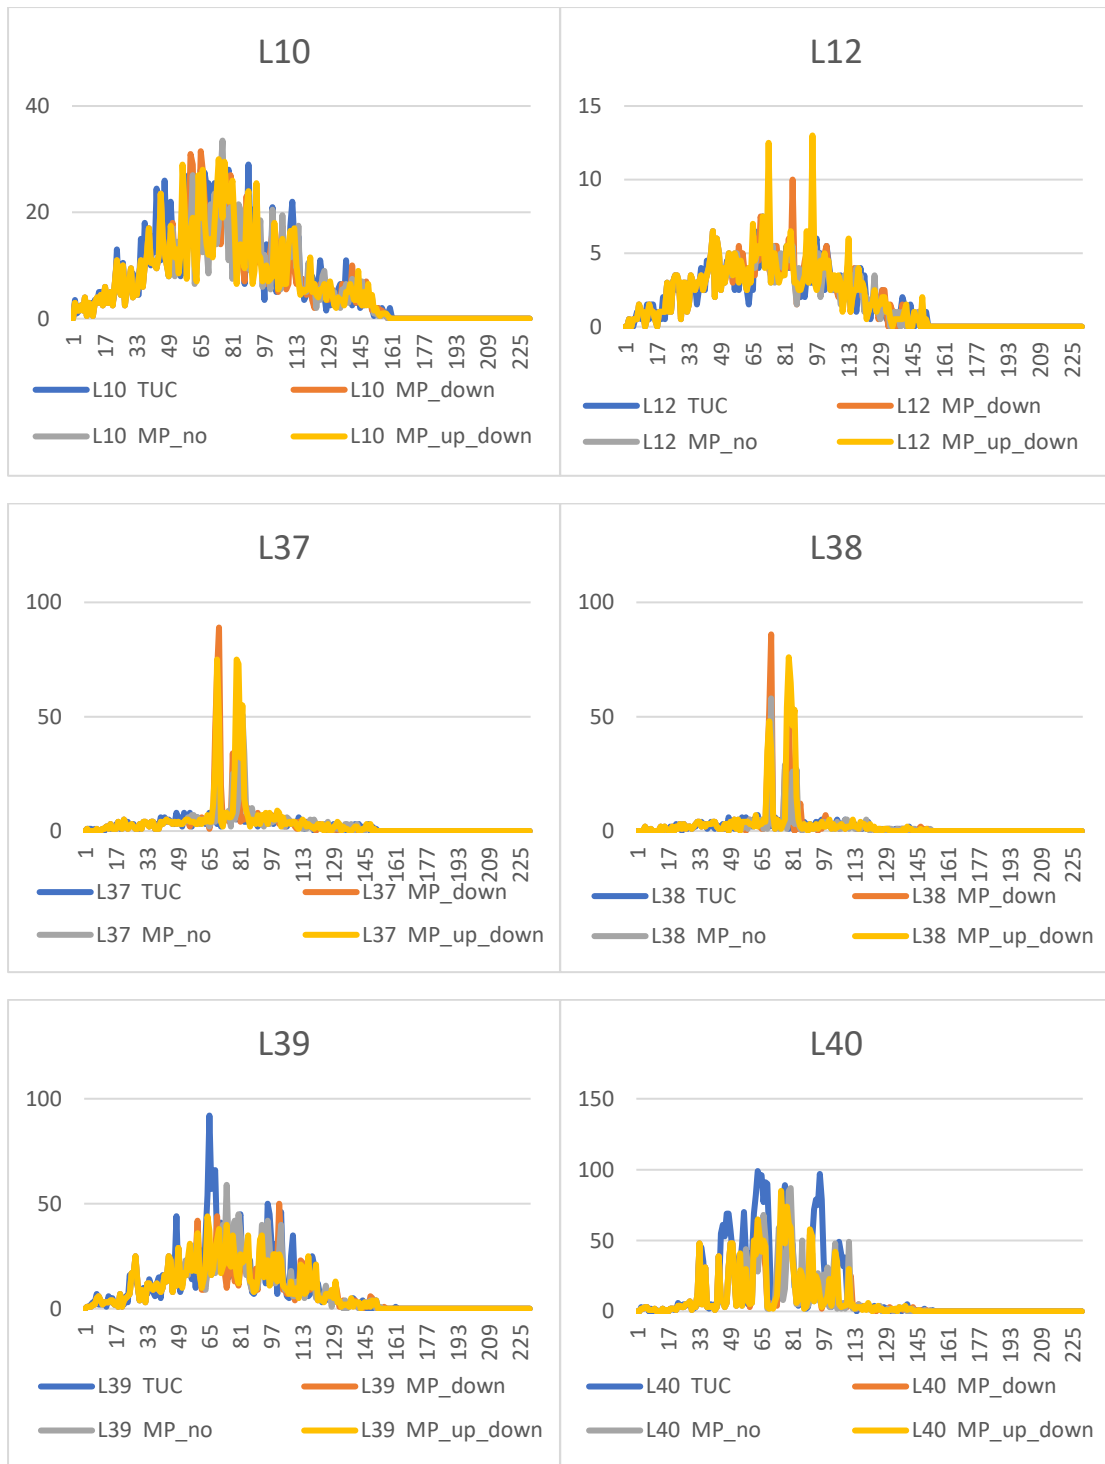 L10
40
20
0
1 17 33 49 65 81 97 113 129 145 161 177 193 209 225
L10 TUC L10 MP_down
L10 MP_no L10 MP_up_down
L12
15
10
5
0
1 17 33 49 65 81 97 113 129 145 161 177 193 209 225
L12 TUC L12 MP_down
L12 MP_no L12 MP_up_down
L37
100
50
0
1 17 33 49 65 81 97 113 129 145 161 177 193 209 225
L37 TUC L37 MP_down
L37 MP_no L37 MP_up_down
L38
100
50
0
1 17 33 49 65 81 97 113 129 145 161 177 193 209 225
L38 TUC L38 MP_down
L38 MP_no L38 MP_up_down
L39
100
50
0
1 17 33 49 65 81 97 113 129 145 161 177 193 209 225
L39 TUC L39 MP_down
L39 MP_no L39 MP_up_down
L40
150
100
50
0
1 17 33 49 65 81 97 113 129 145 161 177 193 209 225
L40 TUC L40 MP_down
L40 MP_no L40 MP_up_down